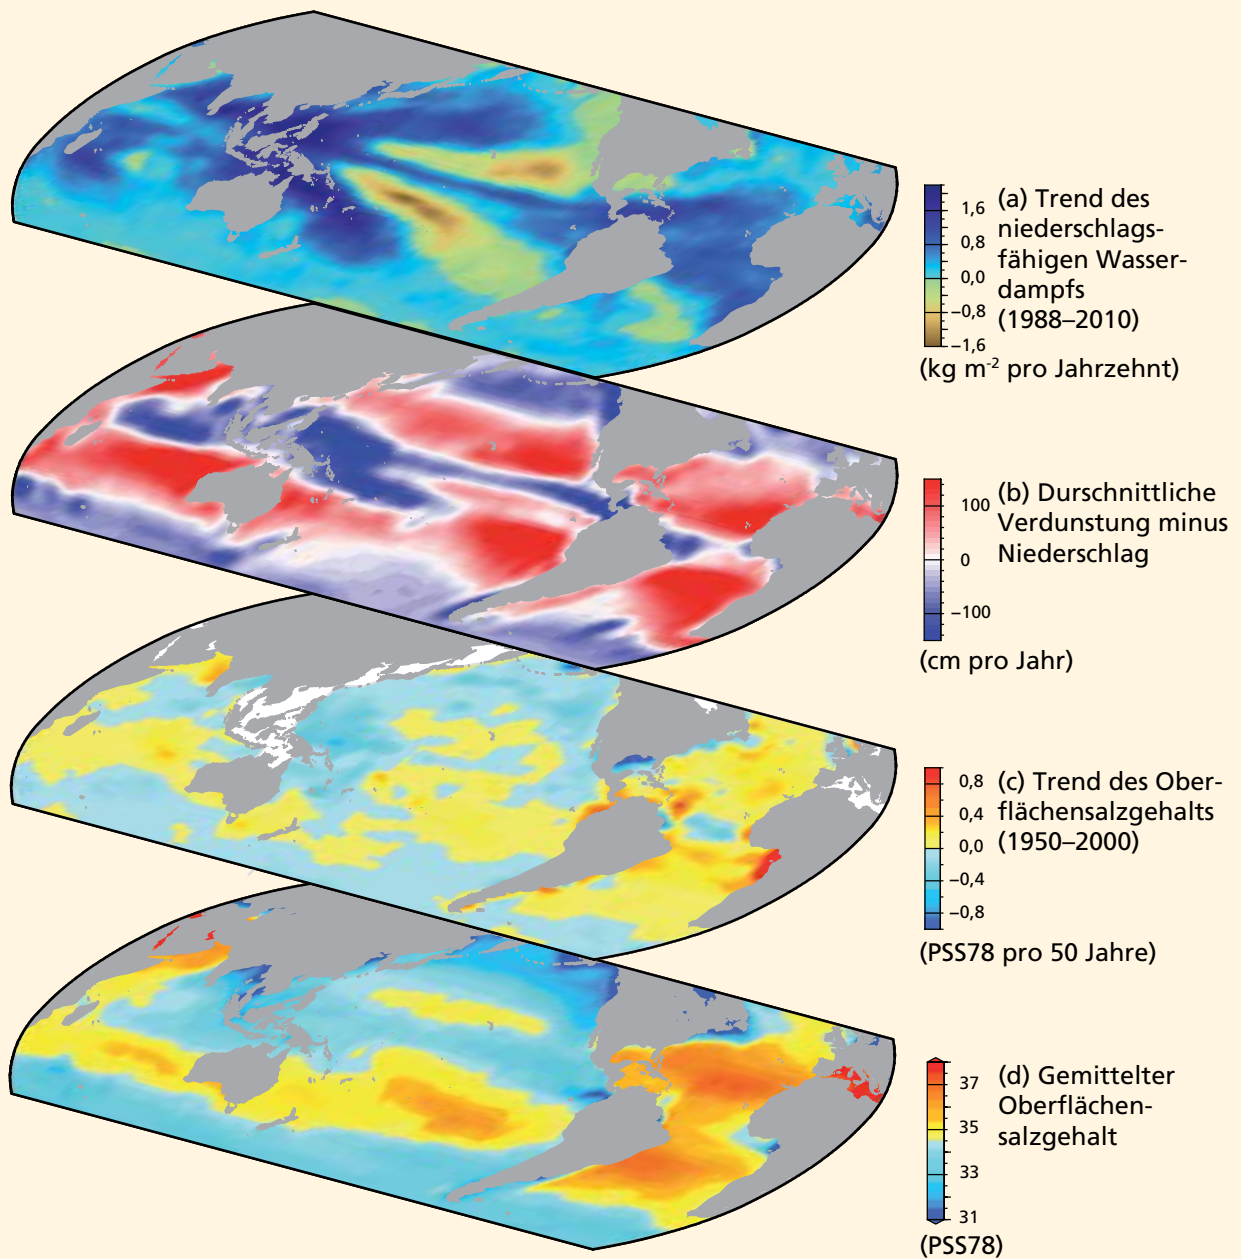 1,6
0,8
0,0
−0,8
−1,6
(a) Trend des
niederschlags-
fähigen Wasser-
dampfs
(1988–2010)
(kg m-2 pro Jahrzehnt)
100
0
−100
(b) Durschnittliche
Verdunstung minus
Niederschlag
(cm pro Jahr)
0,8
0,4
0,0
−0,4
−0,8
(c) Trend des Ober-
flächensalzgehalts
(1950–2000)
(PSS78 pro 50 Jahre)
37
35
33
31
(d) Gemittelter
Oberflächen-
salzgehalt
(PSS78)